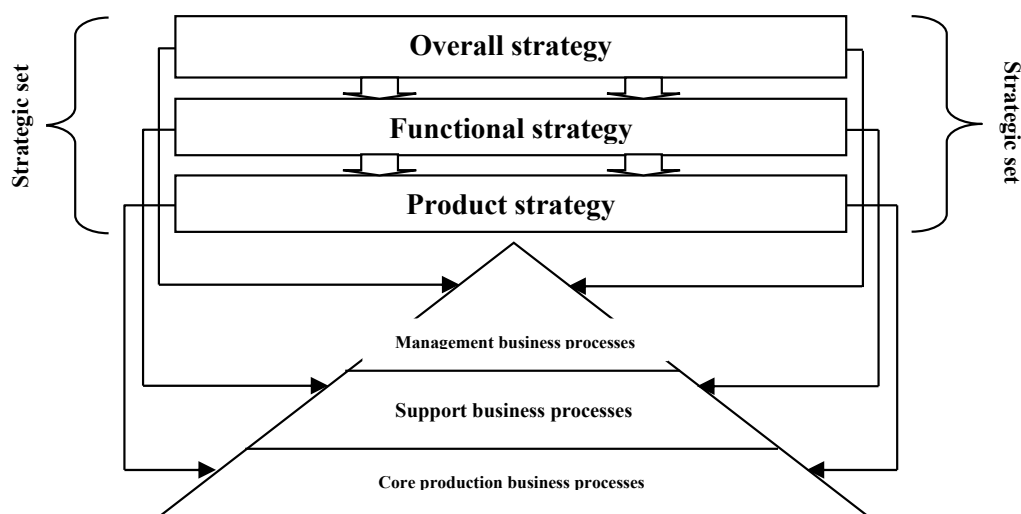 Overall strategy
Functional strategy
Product strategy
Strategic set
Strategic set
Management business processes
Support business processes
Core production business processes